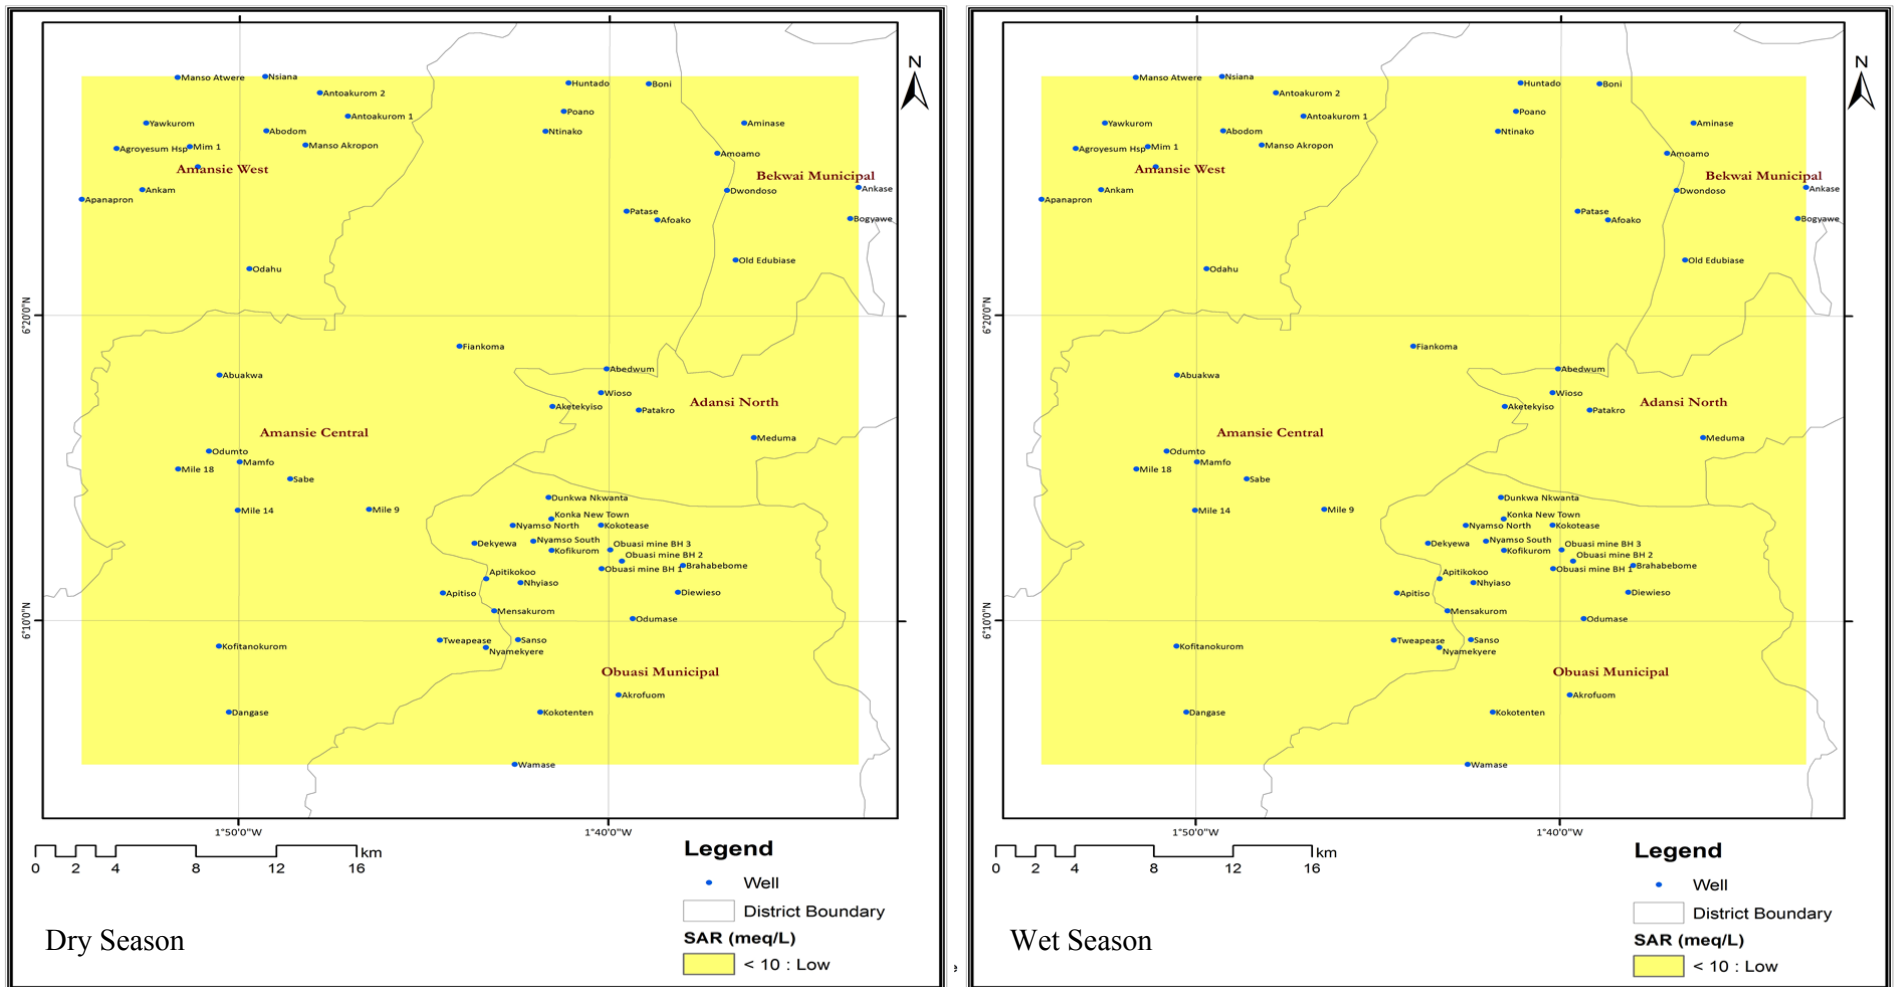 N
Manso Atwere
Nsiana
Antoakurom 2
Huntado
Boni
Antoakurom 1
Poano
Yawkurom
Abodom
Ntinako
Aminase
Agroyesum Hsp
Mim 1
Manso Akropon
Amoamo
Amansie West
Bekwai Municipal
Ankam
Dwondoso
Ankase
Apanapron
Patase
Afoako
Bogyawe
Old Edubiase
Odahu
6°20'0"N
Fiankoma
Abuakwa
Abedwum
Wioso
Aketekyiso
Patakro
Adansi North
Amansie Central
Meduma
Odumto
Mamfo
Mile 18
Sabe
Dunkwa Nkwanta
Mile 14
Mile 9
Konka New Town
Nyamso North
Kokotease
Dekyewa
Nyamso South
Obuasi mine BH 3
Kofikurom
Obuasi mine BH 2
Obuasi mine BH 1
Brahabebome
Apitikokoo
Nhyiaso
Apitiso
Diewieso
Mensakurom
Odumase
6°10'0"N
Tweapease
Sanso
Kofitanokurom
Nyamekyere
Obuasi Municipal
Akrofuom
Dangase
Kokotenten
Wamase
1°50'0"W
1°40'0"W
0 2 4 8 12 16 km
Legend
Well
District Boundary
SAR (meq/L)
< 10 : Low
Dry Season
N
Manso Atwere
Nsiana
Antoakurom 2
Huntado
Boni
Antoakurom 1
Poano
Yawkurom
Abodom
Ntinako
Aminase
Agroyesum Hsp
Mim 1
Manso Akropon
Amoamo
Amansie West
Bekwai Municipal
Ankam
Dwondoso
Ankase
Apanapron
Patase
Afoako
Bogyawe
Old Edubiase
Odahu
6°20'0"N
Fiankoma
Abuakwa
Abedwum
Wioso
Aketekyiso
Patakro
Adansi North
Amansie Central
Meduma
Odumto
Mamfo
Mile 18
Sabe
Dunkwa Nkwanta
Mile 14
Mile 9
Konka New Town
Nyamso North
Kokotease
Dekyewa
Nyamso South
Obuasi mine BH 3
Kofikurom
Obuasi mine BH 2
Obuasi mine BH 1
Brahabebome
Apitikokoo
Nhyiaso
Apitiso
Diewieso
Mensakurom
Odumase
6°10'0"N
Tweapease
Sanso
Kofitanokurom
Nyamekyere
Obuasi Municipal
Akrofuom
Dangase
Kokotenten
Wamase
1°50'0"W
1°40'0"W
0 2 4 8 12 16 km
Legend
Well
District Boundary
SAR (meq/L)
< 10 : Low
Wet Season